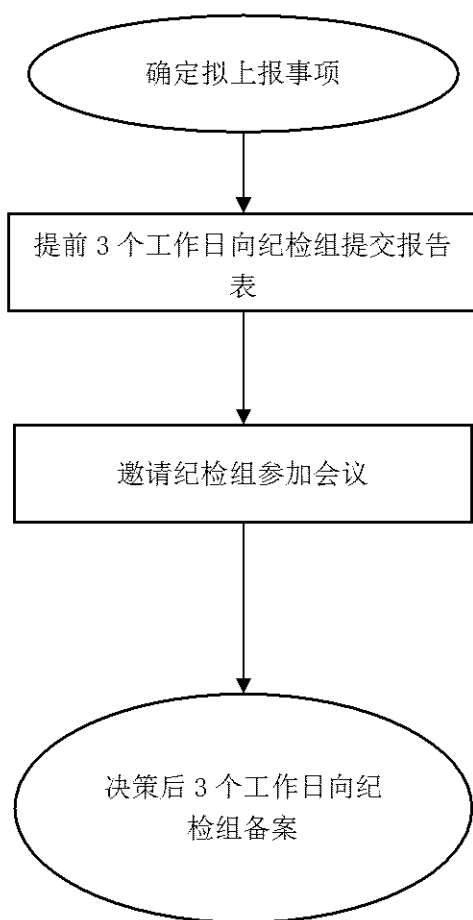 确定拟上报事项
提前 3 个工作日向纪检组提交报告
表
邀请纪检组参加会议
决策后 3 个工作日向纪
检组备案